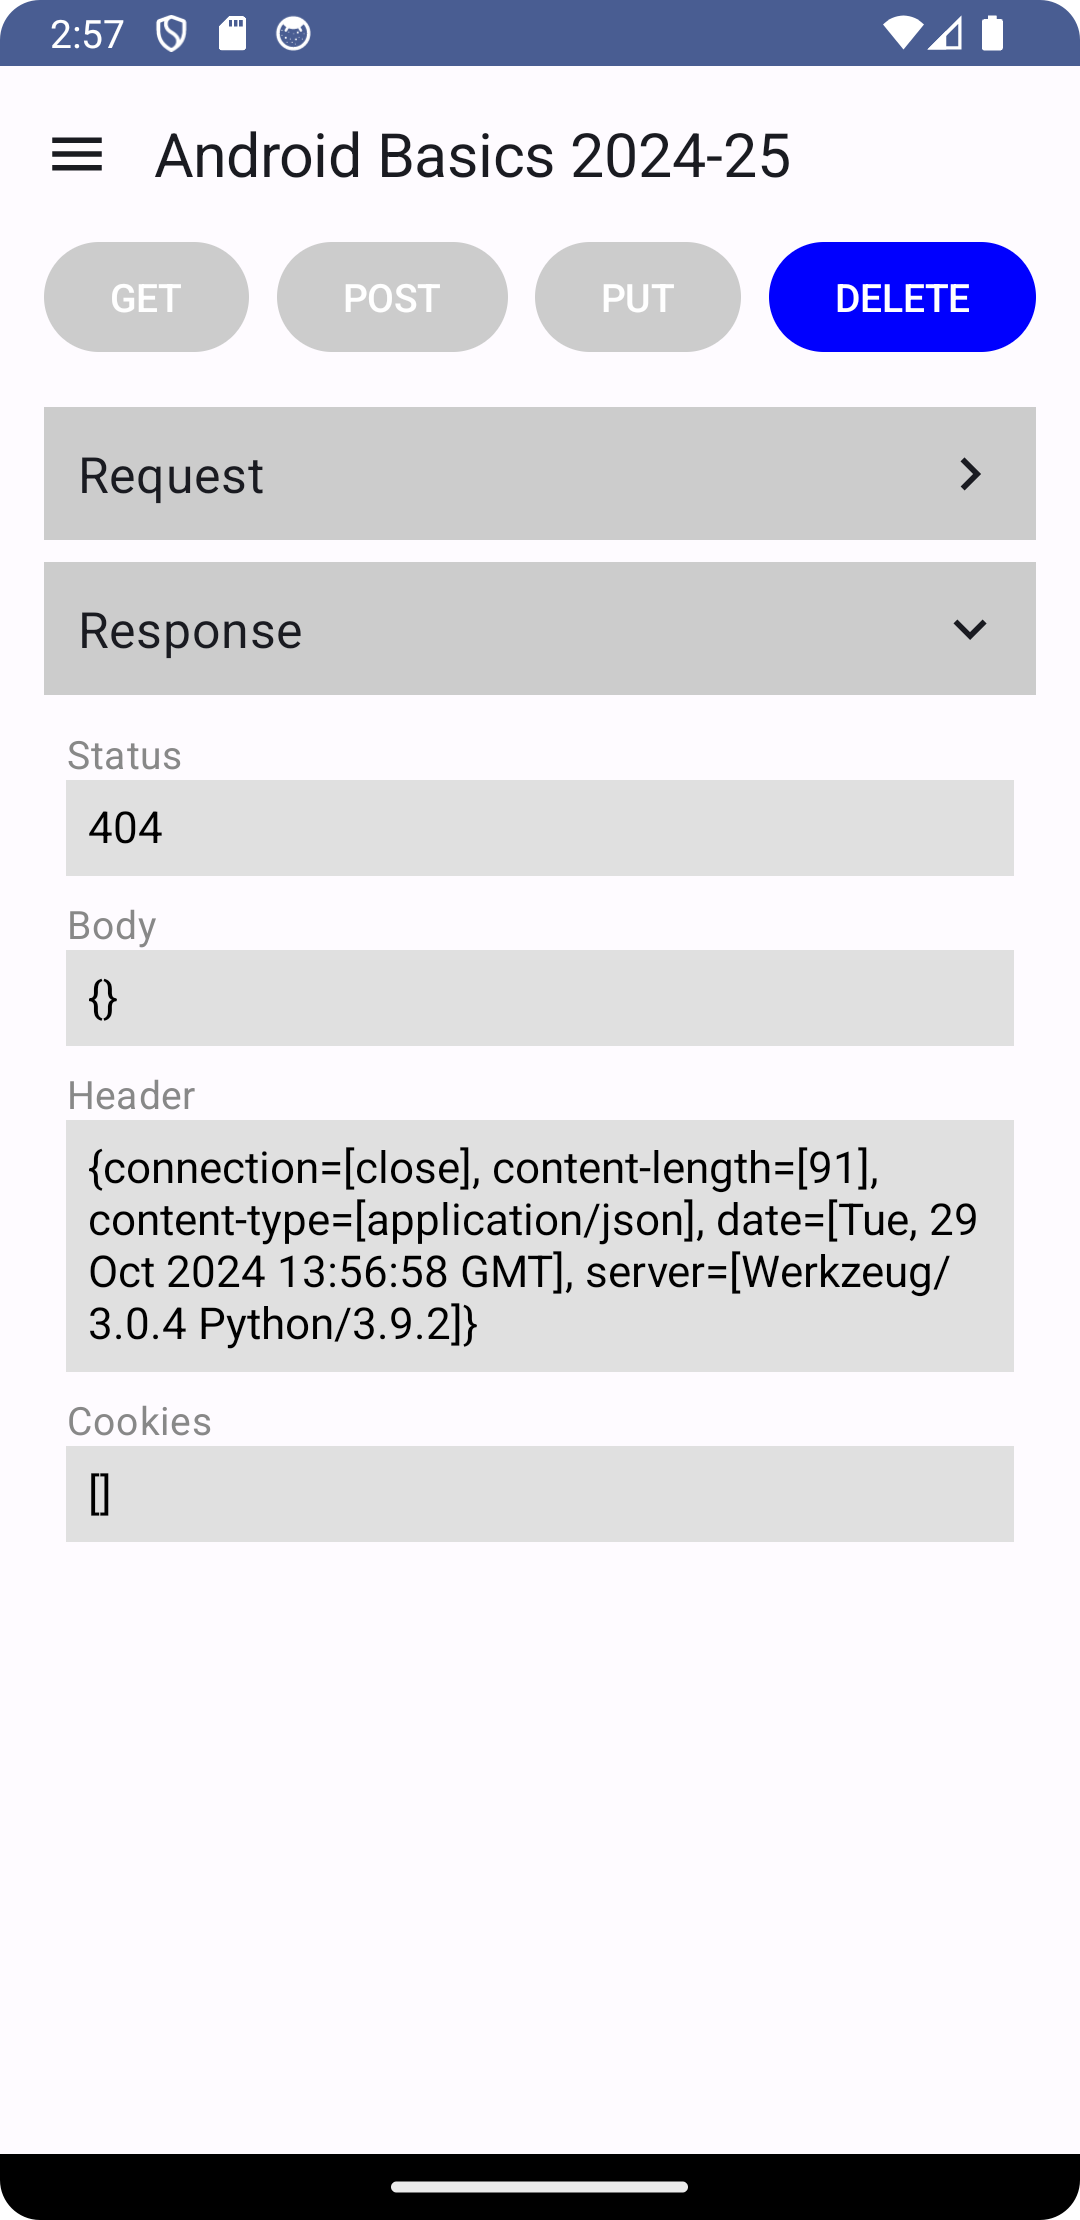 2:57
Android Basics 2024-25
GET POST PUT DELETE
Request
Response
Status
404
Body
{}
Header
{connection=[close], content-length=[91],
content-type=[application/json], date=[Tue, 29
Oct 2024 13:56:58 GMT], server=[Werkzeug/
3.0.4 Python/3.9.2]}
Cookies
[]